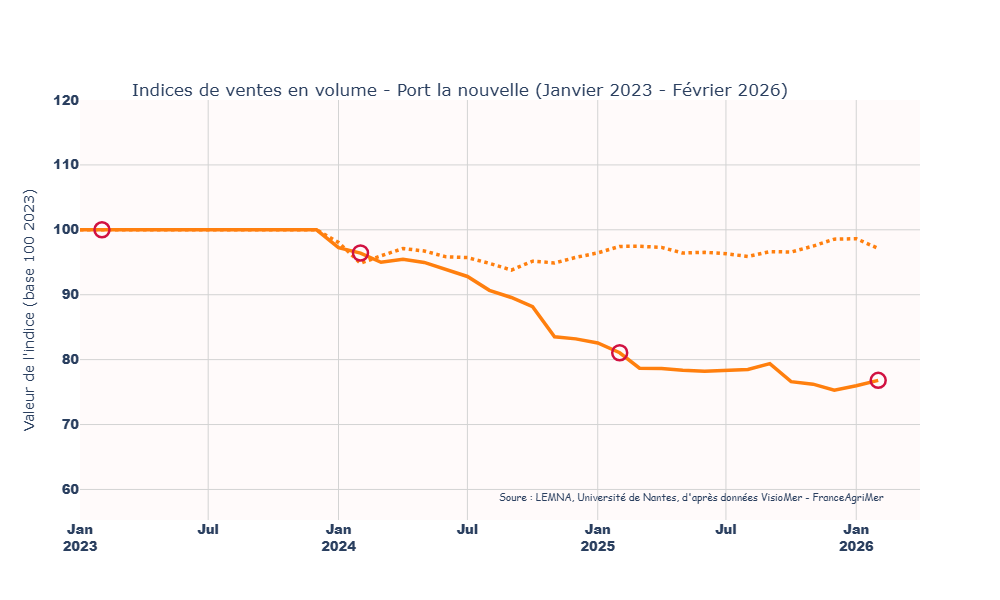 Indices de ventes en volume - Port la nouvelle (Janvier 2023 - Février 2026)
Valeur de l'indice (base 100 2023)
120
110
100
90
80
70
60
Soure : LEMNA, Université de Nantes, d'après données VisioMer - FranceAgriMer
Jan
2023
Jul
Jan
2024
Jul
Jan
2025
Jul
Jan
2026